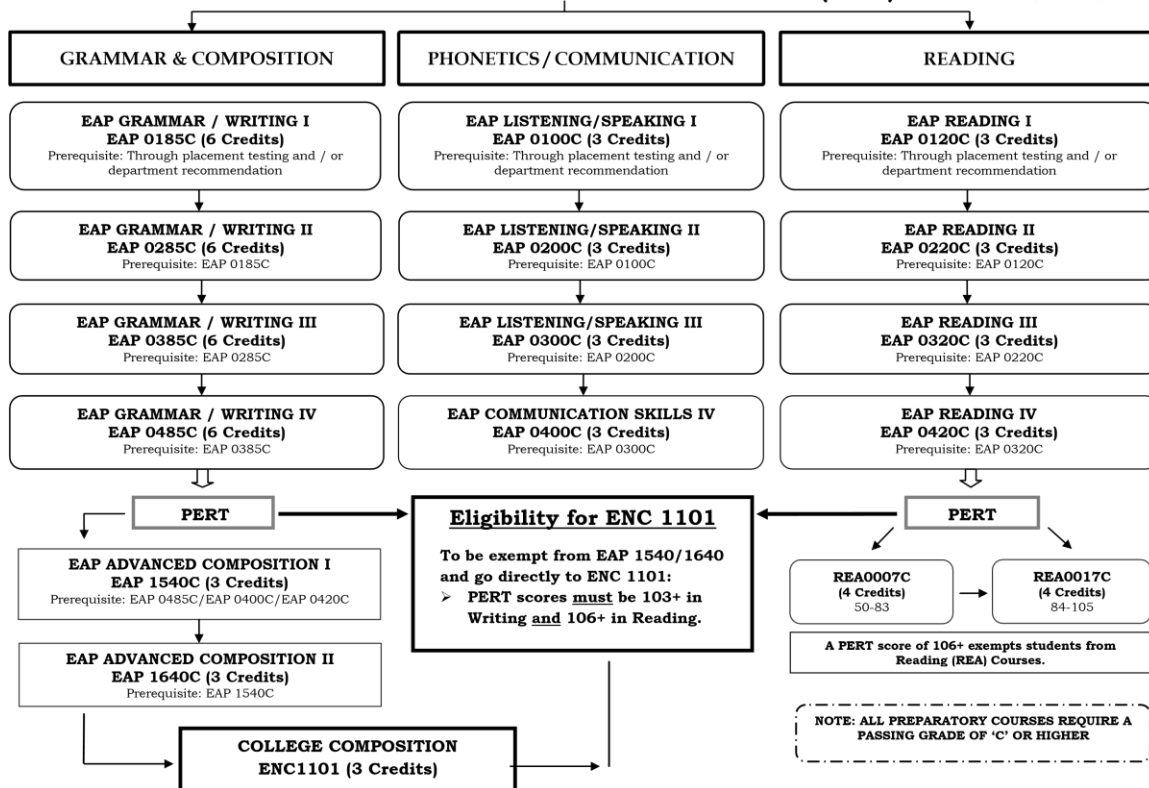 GRAMMAR & COMPOSITION
EAP GRAMMAR / WRITING I
EAP 0185C (6 Credits)
Prerequisite: Through placement testing and / or
department recommendation
EAP GRAMMAR / WRITING II
EAP 0285C (6 Credits)
Prerequisite: EAP 0185C
EAP GRAMMAR / WRITING III
EAP 0385C (6 Credits)
Prerequisite: EAP 0285C
EAP GRAMMAR / WRITING IV
EAP 0485C (6 Credits)
Prerequisite: EAP 0385C
PERT
EAP ADVANCED COMPOSITION I
EAP 1540C (3 Credits)
Prerequisite: EAP 0485C/EAP 0400C/EAP 0420C
EAP ADVANCED COMPOSITION II
EAP 1640C (3 Credits)
Prerequisite: EAP 1540C
PHONETICS / COMMUNICATION
EAP LISTENING/SPEAKING I
EAP 0100C (3 Credits)
Prerequisite: Through placement testing and / or
department recommendation
EAP LISTENING/SPEAKING II
EAP 0200C (3 Credits)
Prerequisite: EAP 0100C
EAP LISTENING/SPEAKING III
EAP 0300C (3 Credits)
Prerequisite: EAP 0200C
EAP COMMUNICATION SKILLS IV
EAP 0400C (3 Credits)
Prerequisite: EAP 0300C
Eligibility for ENC 1101
To be exempt from EAP 1540/1640
and go directly to ENC 1101:
➢ PERT scores must be 103+ in
Writing and 106+ in Reading.
COLLEGE COMPOSITION
ENC1101 (3 Credits)
READING
EAP READING I
EAP 0120C (3 Credits)
Prerequisite: Through placement testing and / or
department recommendation
EAP READING II
EAP 0220C (3 Credits)
Prerequisite: EAP 0120C
EAP READING III
EAP 0320C (3 Credits)
Prerequisite: EAP 0220C
EAP READING IV
EAP 0420C (3 Credits)
Prerequisite: EAP 0320C
PERT
REA0007C
(4 Credits)
50-83
REA0017C
(4 Credits)
84-105
A PERT score of 106+ exempts students from
Reading (REA) Courses.
NOTE: ALL PREPARATORY COURSES REQUIRE A
PASSING GRADE OF ‘C’ OR HIGHER